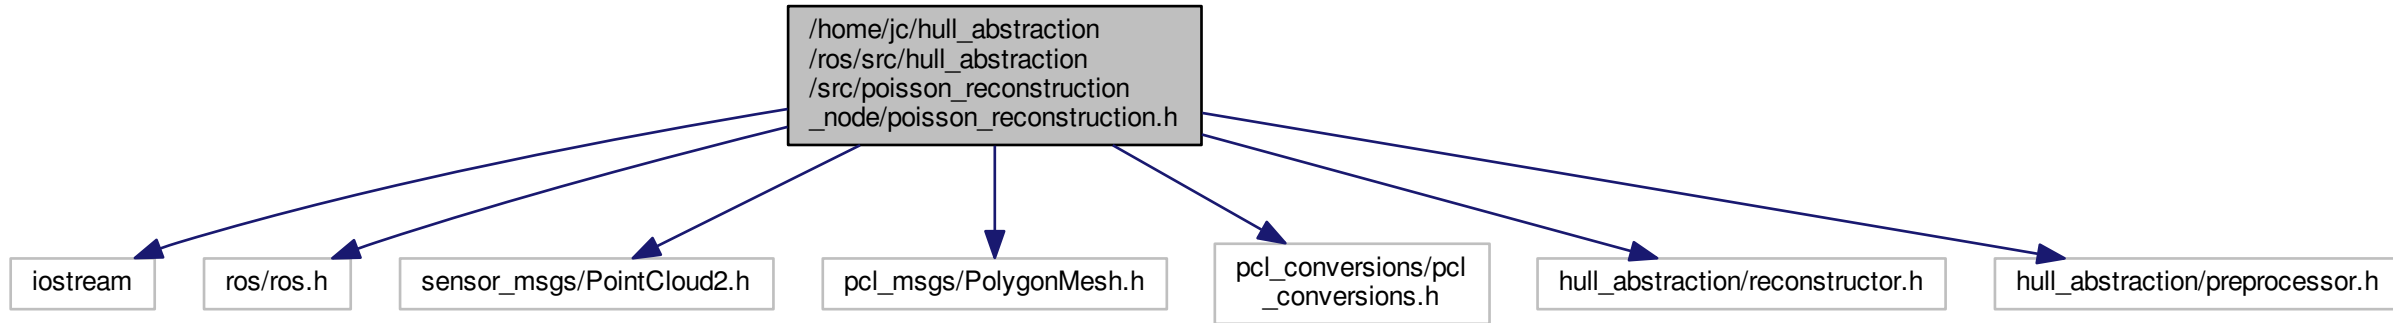 /home/jc/hull_abstraction
/ros/src/hull_abstraction
/src/poisson_reconstruction
_node/poisson_reconstruction.h
iostream
ros/ros.h
sensor_msgs/PointCloud2.h
pcl_msgs/PolygonMesh.h
pcl_conversions/pcl
_conversions.h
hull_abstraction/reconstructor.h
hull_abstraction/preprocessor.h